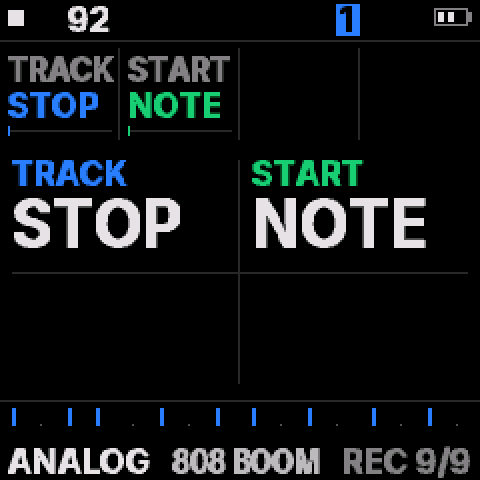 92 1
TRACK START
STOP NOTE
TRACK START
STOP NOTE
ANALOG 808 BOOM REC 9/9